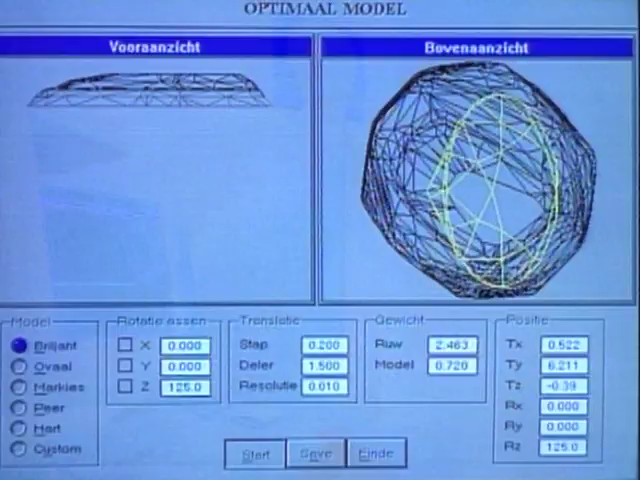 OPTIMAAL MODEL
Vooraanzicht
Bovenaanzicht
Model
Briljant
Ovaal
Markies
Peer
Hart
Custom
Rotatie assen
X 0.000
Y 0.000
Z 125.0
Translatie
Stap 0.200
Deler 1.500
Resolutie 0.010
Gewicht
Ruw 2.463
Model 0.720
Positie
Tx 0.522
Ty 6.211
Tz -0.39
Rx 0.000
Ry 0.000
Rz 125.0
Start Save Einde